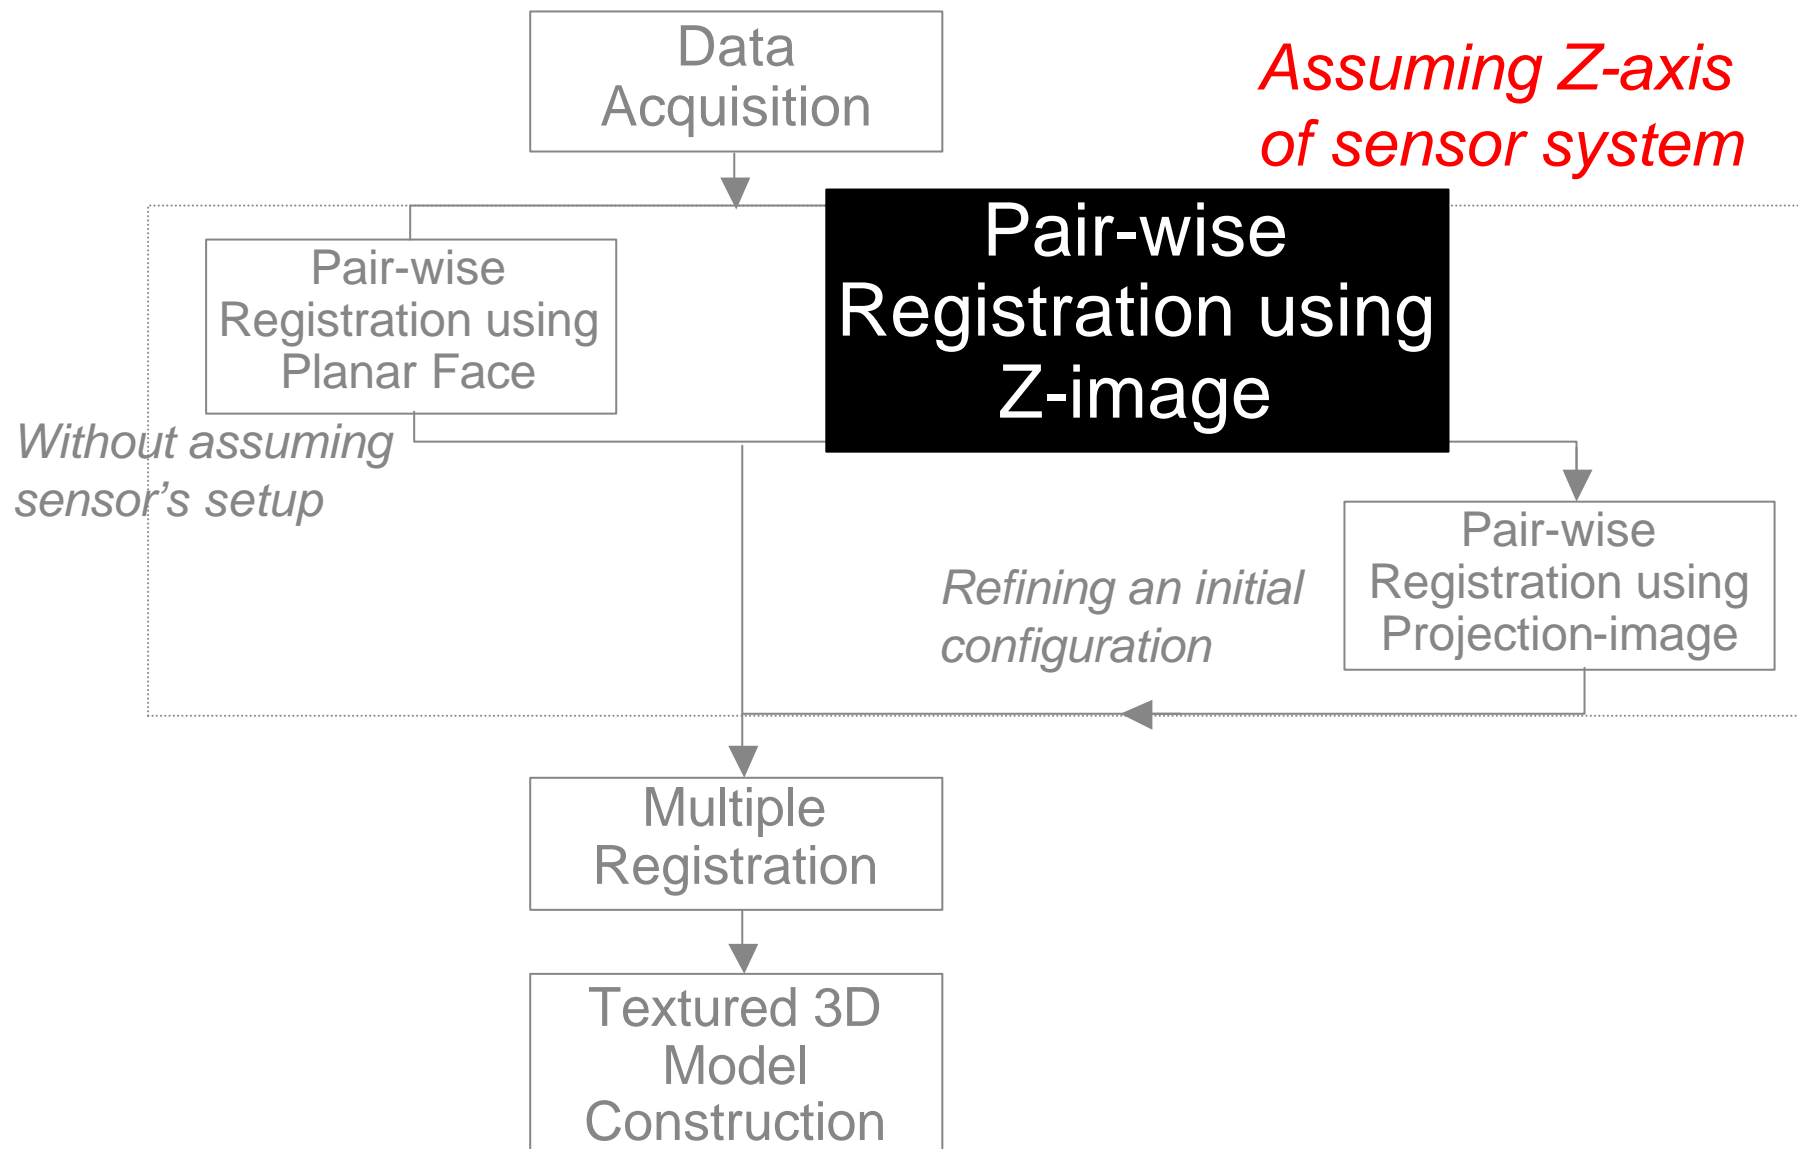 Data
Acquisition
Assuming Z-axis
of sensor system
Pair-wise
Registration using
Planar Face
Pair-wise
Registration using
Z-image
Without assuming
sensor’s setup
Pair-wise
Registration using
Projection-image
Refining an initial
configuration
Multiple
Registration
Textured 3D
Model
Construction